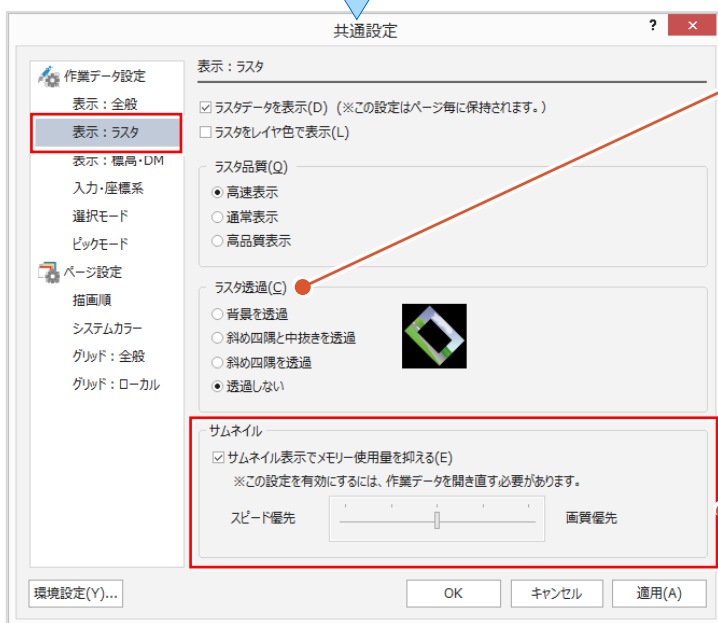 共通設定
?
×
作業データ設定
表示：全般
表示：ラスタ
表示：標高・DM
入力・座標系
選択モード
ピックモード
ページ設定
描画順
システムカラー
グリッド：全般
グリッド：ローカル
表示：ラスタ
ラスタデータを表示(D) (※この設定はページ毎に保持されます。)
ラスタをレイヤ色で表示(L)
ラスタ品質(Q)
高速表示
通常表示
高品質表示
ラスタ透過(C)
背景を透過
斜め四隅と中抜きを透過
斜め四隅を透過
透過しない
サムネイル
サムネイル表示でメモリー使用量を抑える(E)
※この設定を有効にするには、作業データを開き直す必要があります。
スピード優先
画質優先
環境設定(Y)...
OK
キャンセル
適用(A)